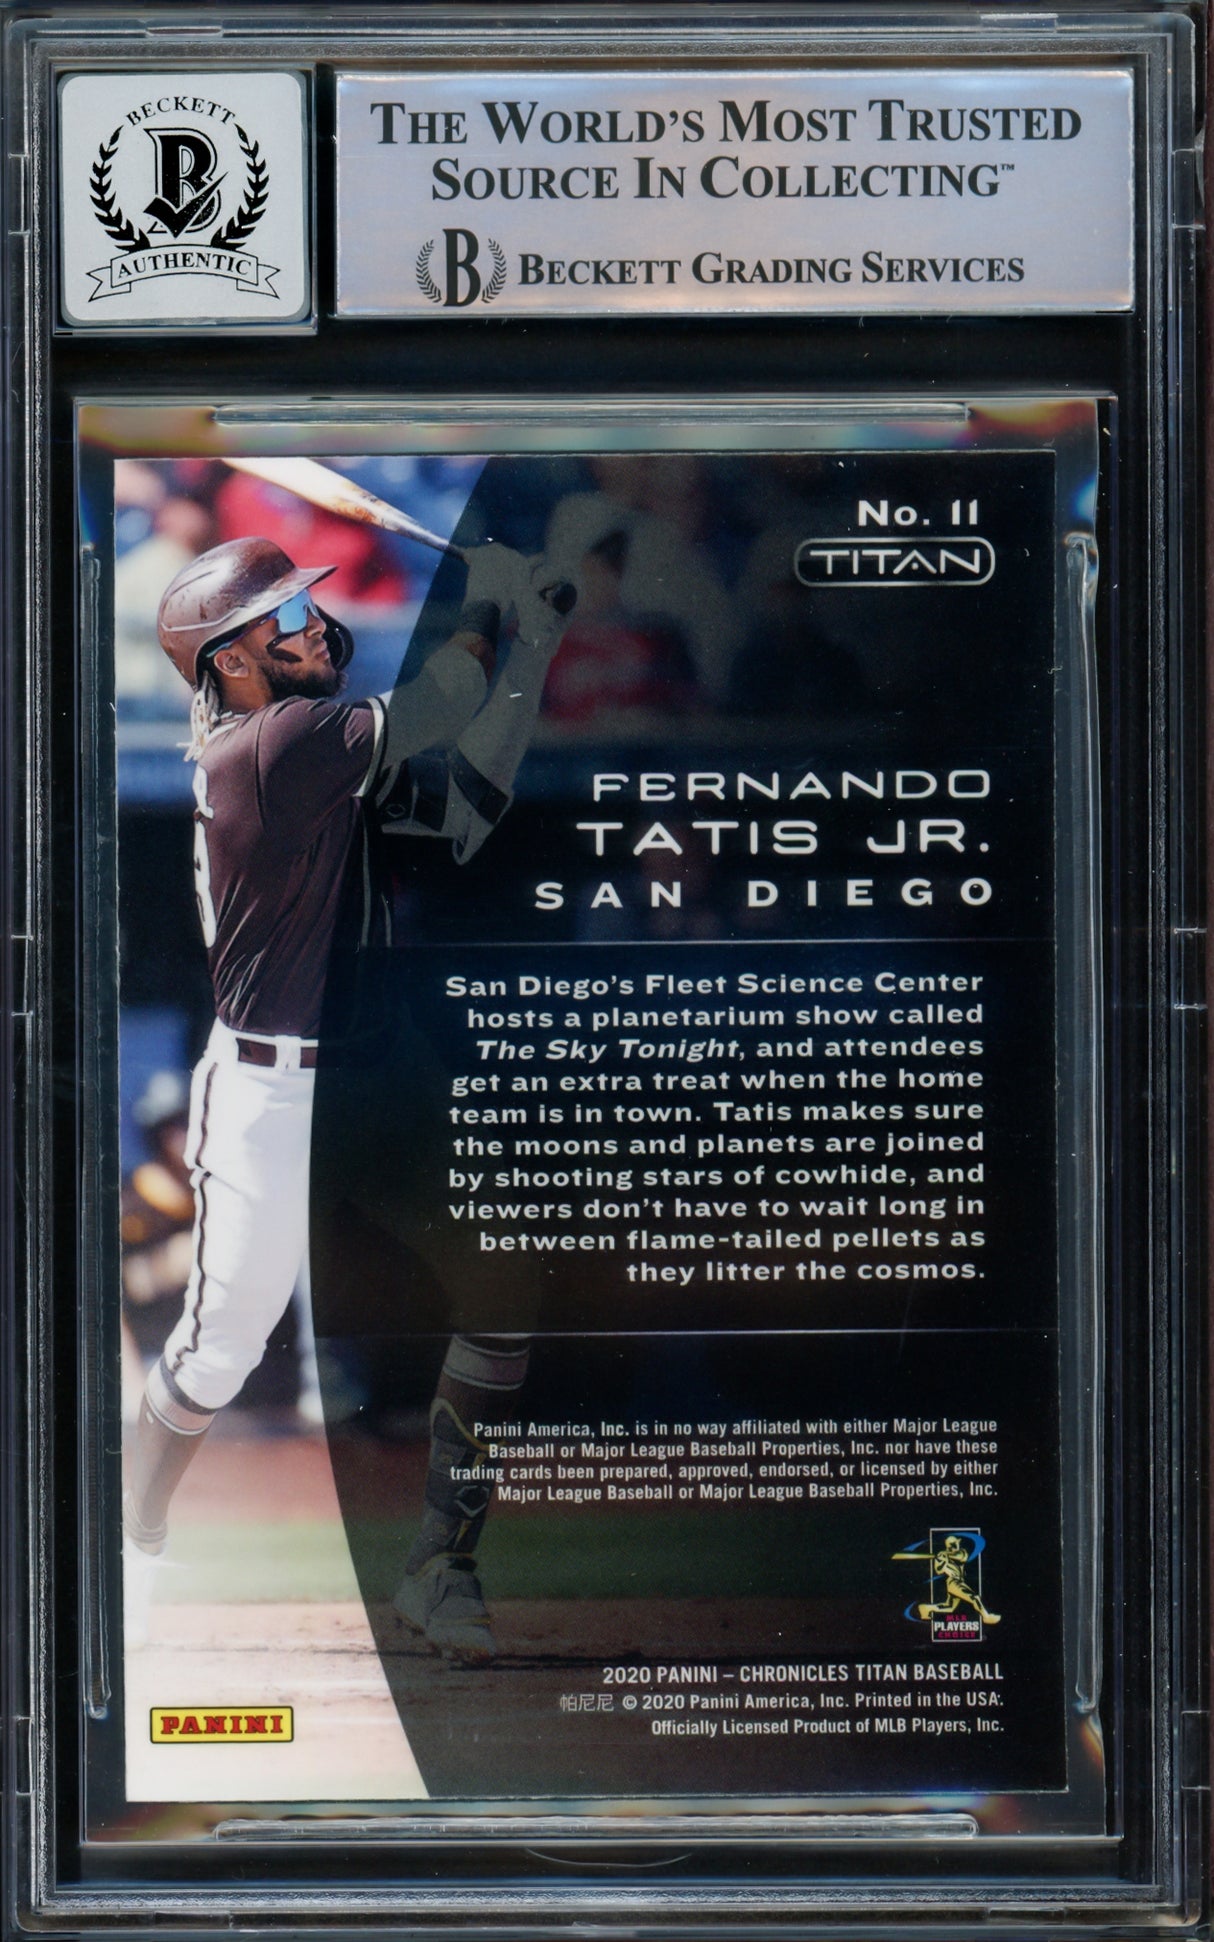 BECKETT
B
AUTHENTIC
THE WORLD'S MOST TRUSTED
SOURCE IN COLLECTING™
B BECKETT GRADING SERVICES
No. 11
TITAN
FERNANDO
TATIS JR.
SAN DIEGO
San Diego's Fleet Science Center
hosts a planetarium show called
The Sky Tonight, and attendees
get an extra treat when the home
team is in town. Tatis makes sure
the moons and planets are joined
by shooting stars of cowhide, and
viewers don't have to wait long in
between flame-tailed pellets as
they litter the cosmos.
Panini America, Inc. is in no way affiliated with either Major League
Baseball or Major League Baseball Properties, Inc. nor have these
trading cards been prepared, approved, endorsed, or licensed by either
Major League Baseball or Major League Baseball Properties, Inc.
MLB
PLAYERS
CHOICE
2020 PANINI – CHRONICLES TITAN BASEBALL
帕尼尼 © 2020 Panini America, Inc. Printed in the USA.
Officially Licensed Product of MLB Players, Inc.
PANINI